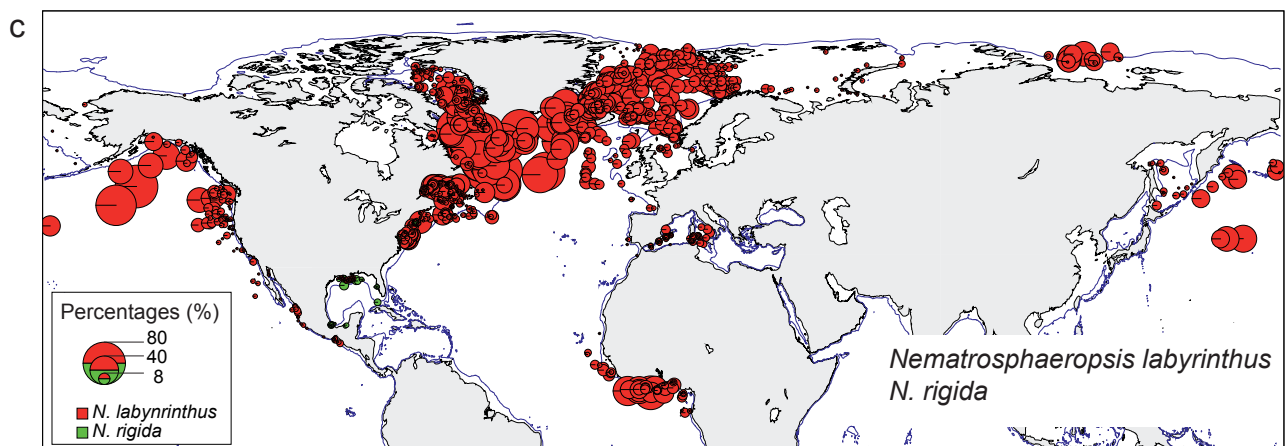 c
Percentages (%)
80
40
8
N. labynrinthus
N. rigida
Nematrosphaeropsis labyrinthus
N. rigida